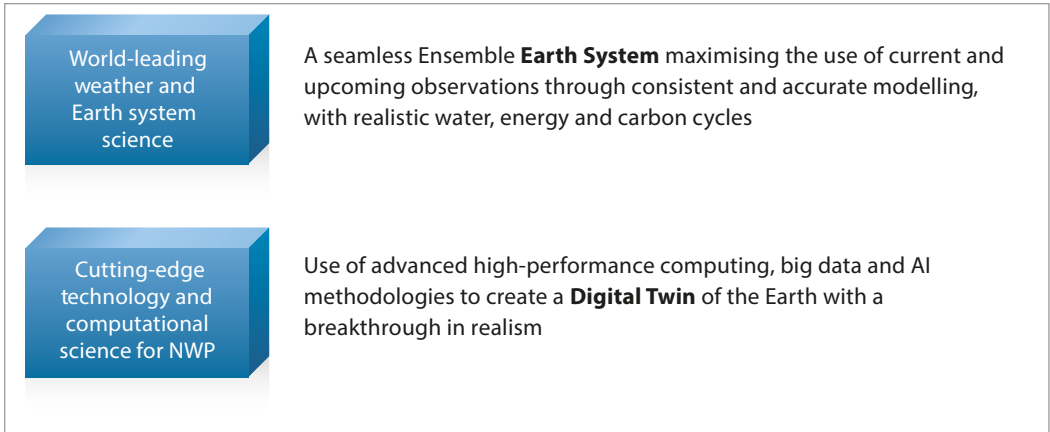 World-leading
weather and
Earth system
science
A seamless Ensemble Earth System maximising the use of current and
upcoming observations through consistent and accurate modelling,
with realistic water, energy and carbon cycles
Cutting-edge
technology and
computational
science for NWP
Use of advanced high-performance computing, big data and AI
methodologies to create a Digital Twin of the Earth with a
breakthrough in realism